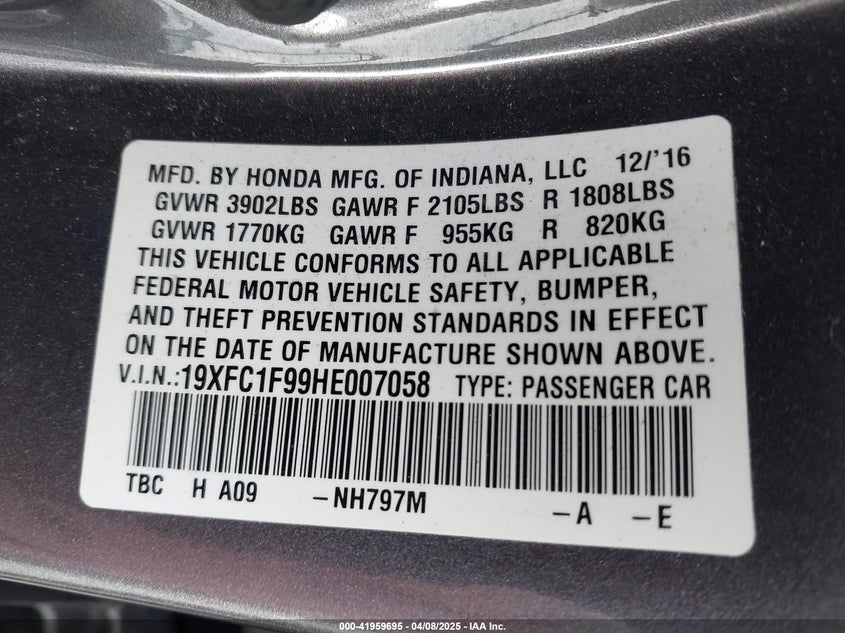 MFD. BY HONDA MFG. OF INDIANA, LLC 12/'16
GVWR 3902LBS GAWR F 2105LBS R 1808LBS
GVWR 1770KG GAWR F 955KG R 820KG
THIS VEHICLE CONFORMS TO ALL APPLICABLE
FEDERAL MOTOR VEHICLE SAFETY, BUMPER,
AND THEFT PREVENTION STANDARDS IN EFFECT
ON THE DATE OF MANUFACTURE SHOWN ABOVE.
V.I.N.:19XFC1F99HE007058 TYPE: PASSENGER CAR
TBC H A09 –NH797M –A –E
000-41959695 - 04/08/2025 - IAA Inc.